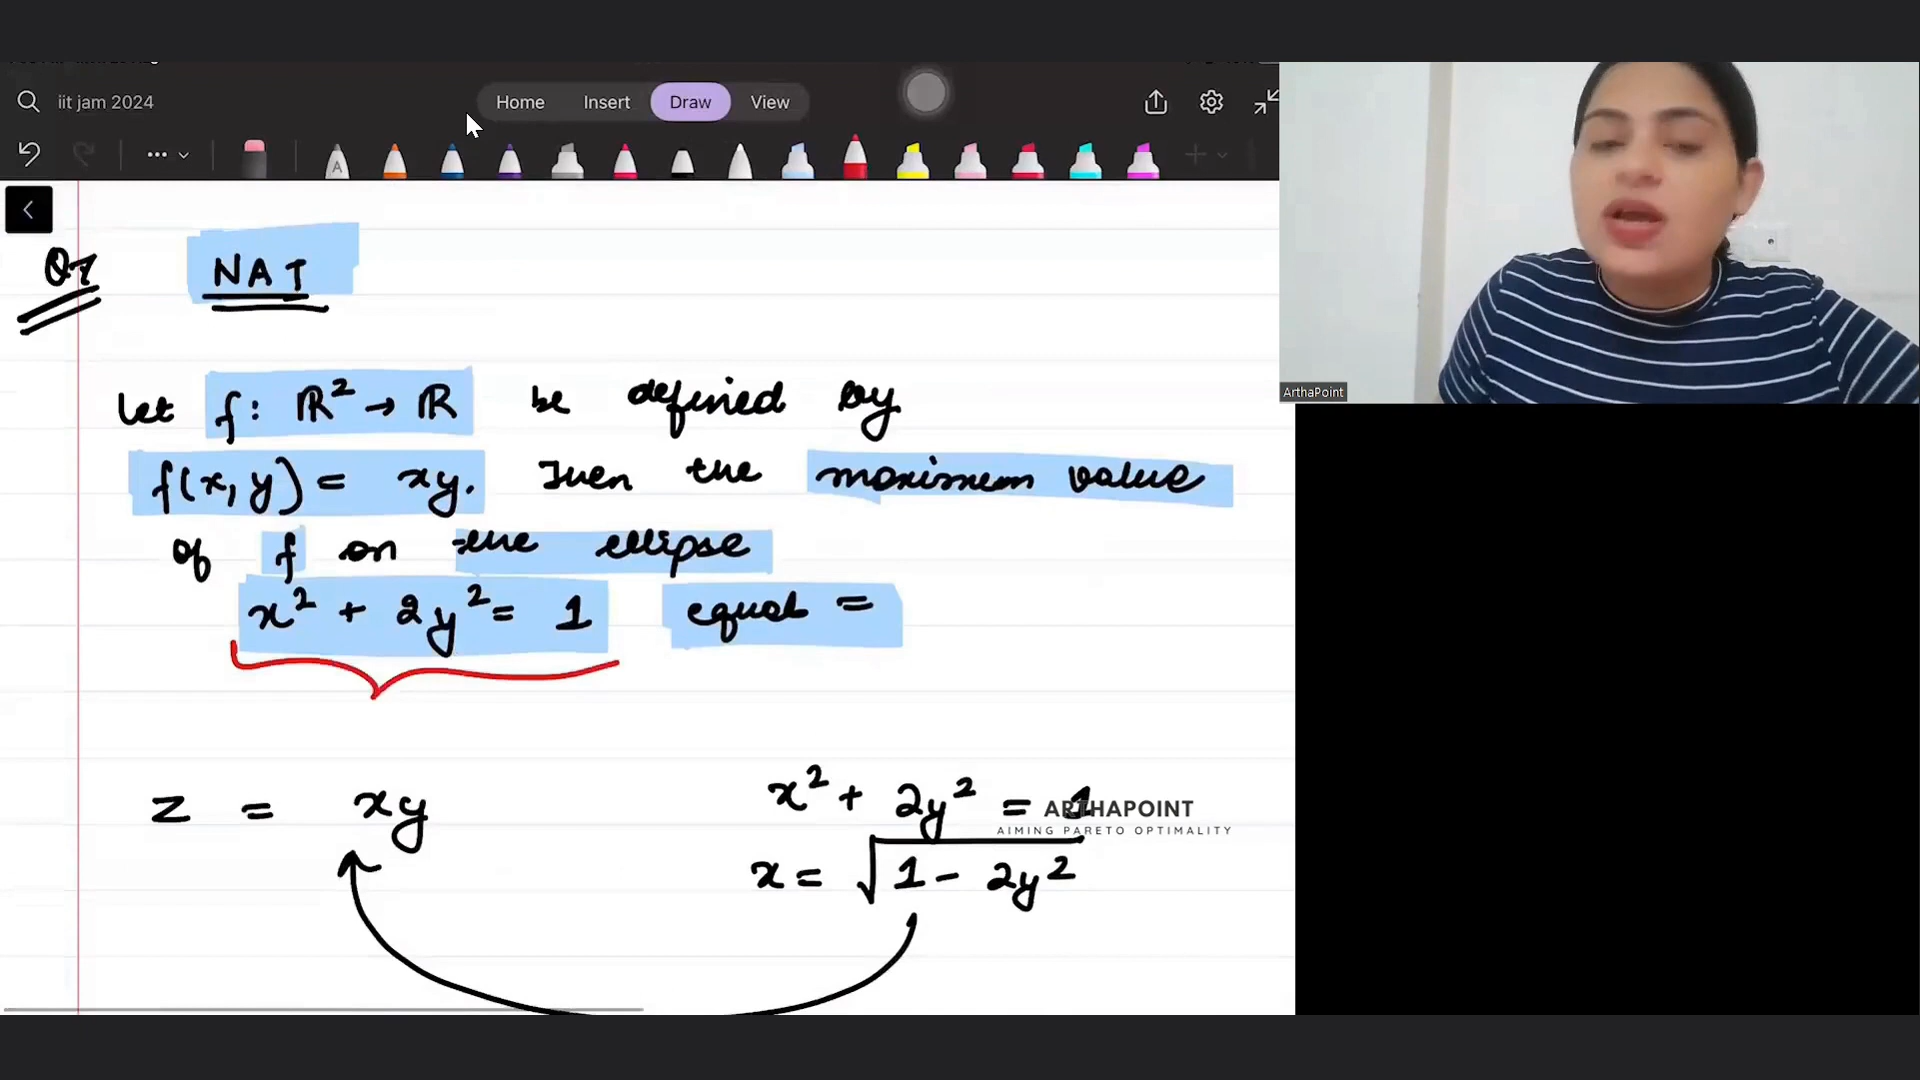 iit jam 2024
Home Insert Draw View
A
Q7 NAT
Let f: ℝ² → ℝ be defined by
f(x, y) = xy. Then the maximum value
of f on the ellipse
x² + 2y² = 1 equal =
z = xy
x² + 2y² = 1
x = √(1 - 2y²)
ARTHAPOINT
AIMING PARETO OPTIMALITY
ArthaPoint